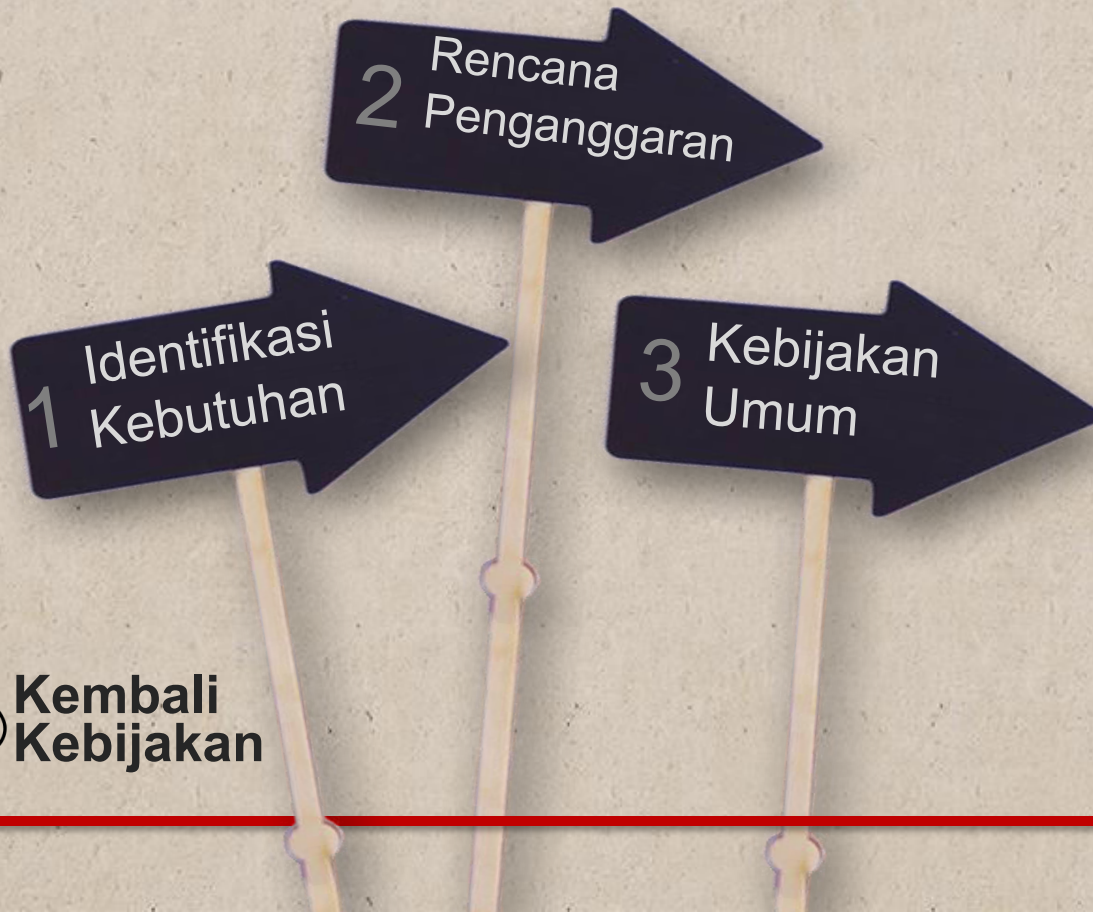 1 Identifikasi
Kebutuhan
2 Rencana
Penganggaran
3 Kebijakan
Umum
Kembali
Kebijakan